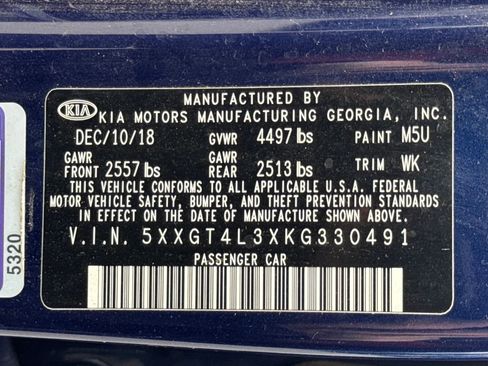 MANUFACTURED BY
KIA KIA MOTORS MANUFACTURING GEORGIA, INC.
DEC/10/18 GVWR 4497 lbs PAINT M5U
GAWR FRONT 2557 lbs GAWR REAR 2513 lbs TRIM WK
THIS VEHICLE CONFORMS TO ALL APPLICABLE U.S.A. FEDERAL
MOTOR VEHICLE SAFETY, BUMPER, AND THEFT PREVENTION STANDARDS
IN EFFECT ON THE DATE OF MANUFACTURE SHOWN ABOVE.
V.I.N. 5XXGT4L3XKG330491
PASSENGER CAR
5320